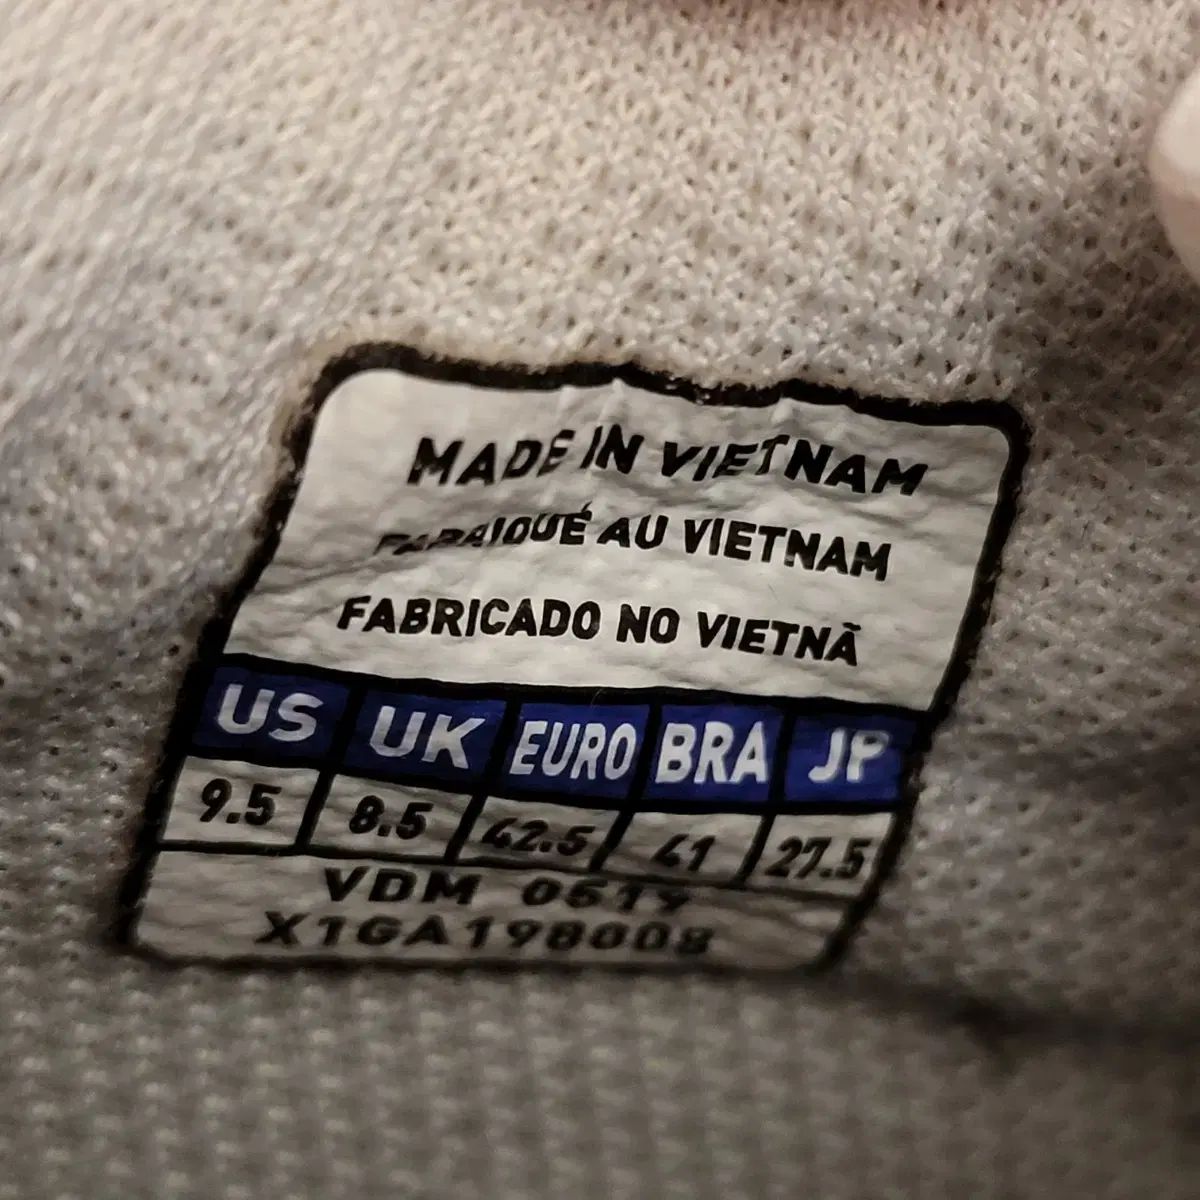 MADE IN VIETNAM
FABRIQUÉ AU VIETNAM
FABRICADO NO VIETNÃ
US UK EURO BRA JP
9.5 8.5 42.5 41 27.5
VDM 0519
X1GA198008